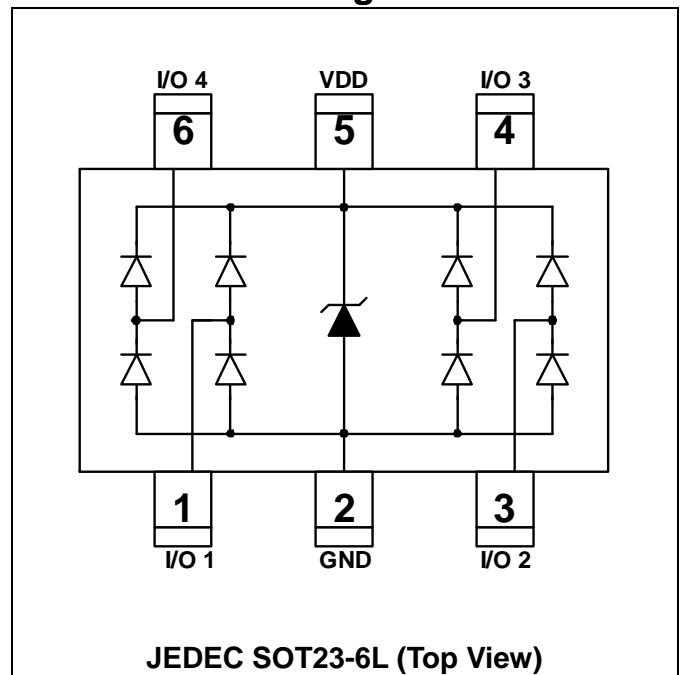 I/O 4 VDD I/O 3
6 5 4
1 2 3
I/O 1 GND I/O 2
JEDEC SOT23-6L (Top View)